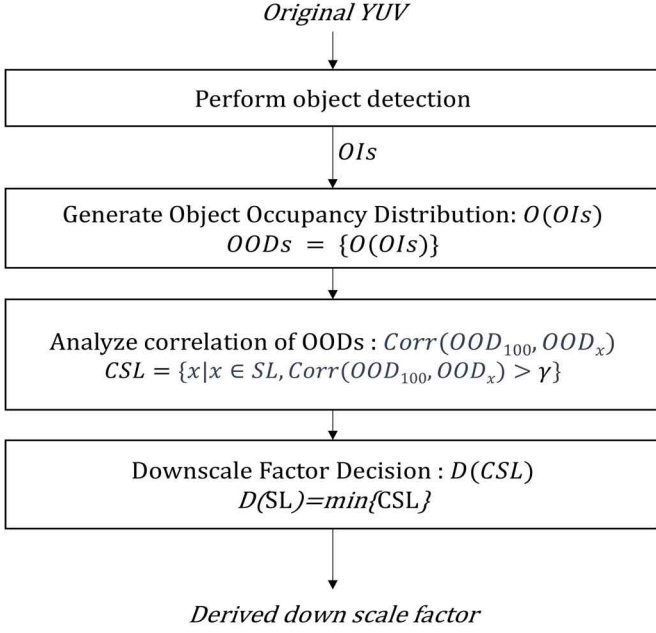 Original YUV
Perform object detection
OIs
Generate Object Occupancy Distribution: O(OIs)
OODs = {O(OIs)}
Analyze correlation of OODs : Corr(OOD₁₀₀, OODₓ)
CSL = {x|x ∈ SL, Corr(OOD₁₀₀, OODₓ) > γ}
Downscale Factor Decision : D(CSL)
D(SL)=min{CSL}
Derived down scale factor